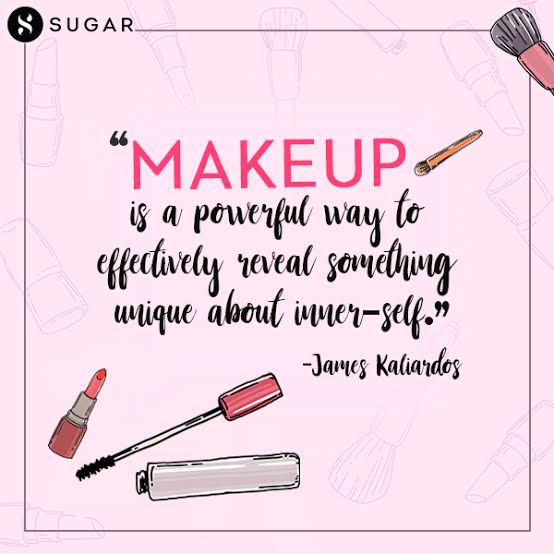 SUGAR
“MAKEUP
is a powerful way to
effectively reveal something
unique about inner-self.”
-James Kaliardos